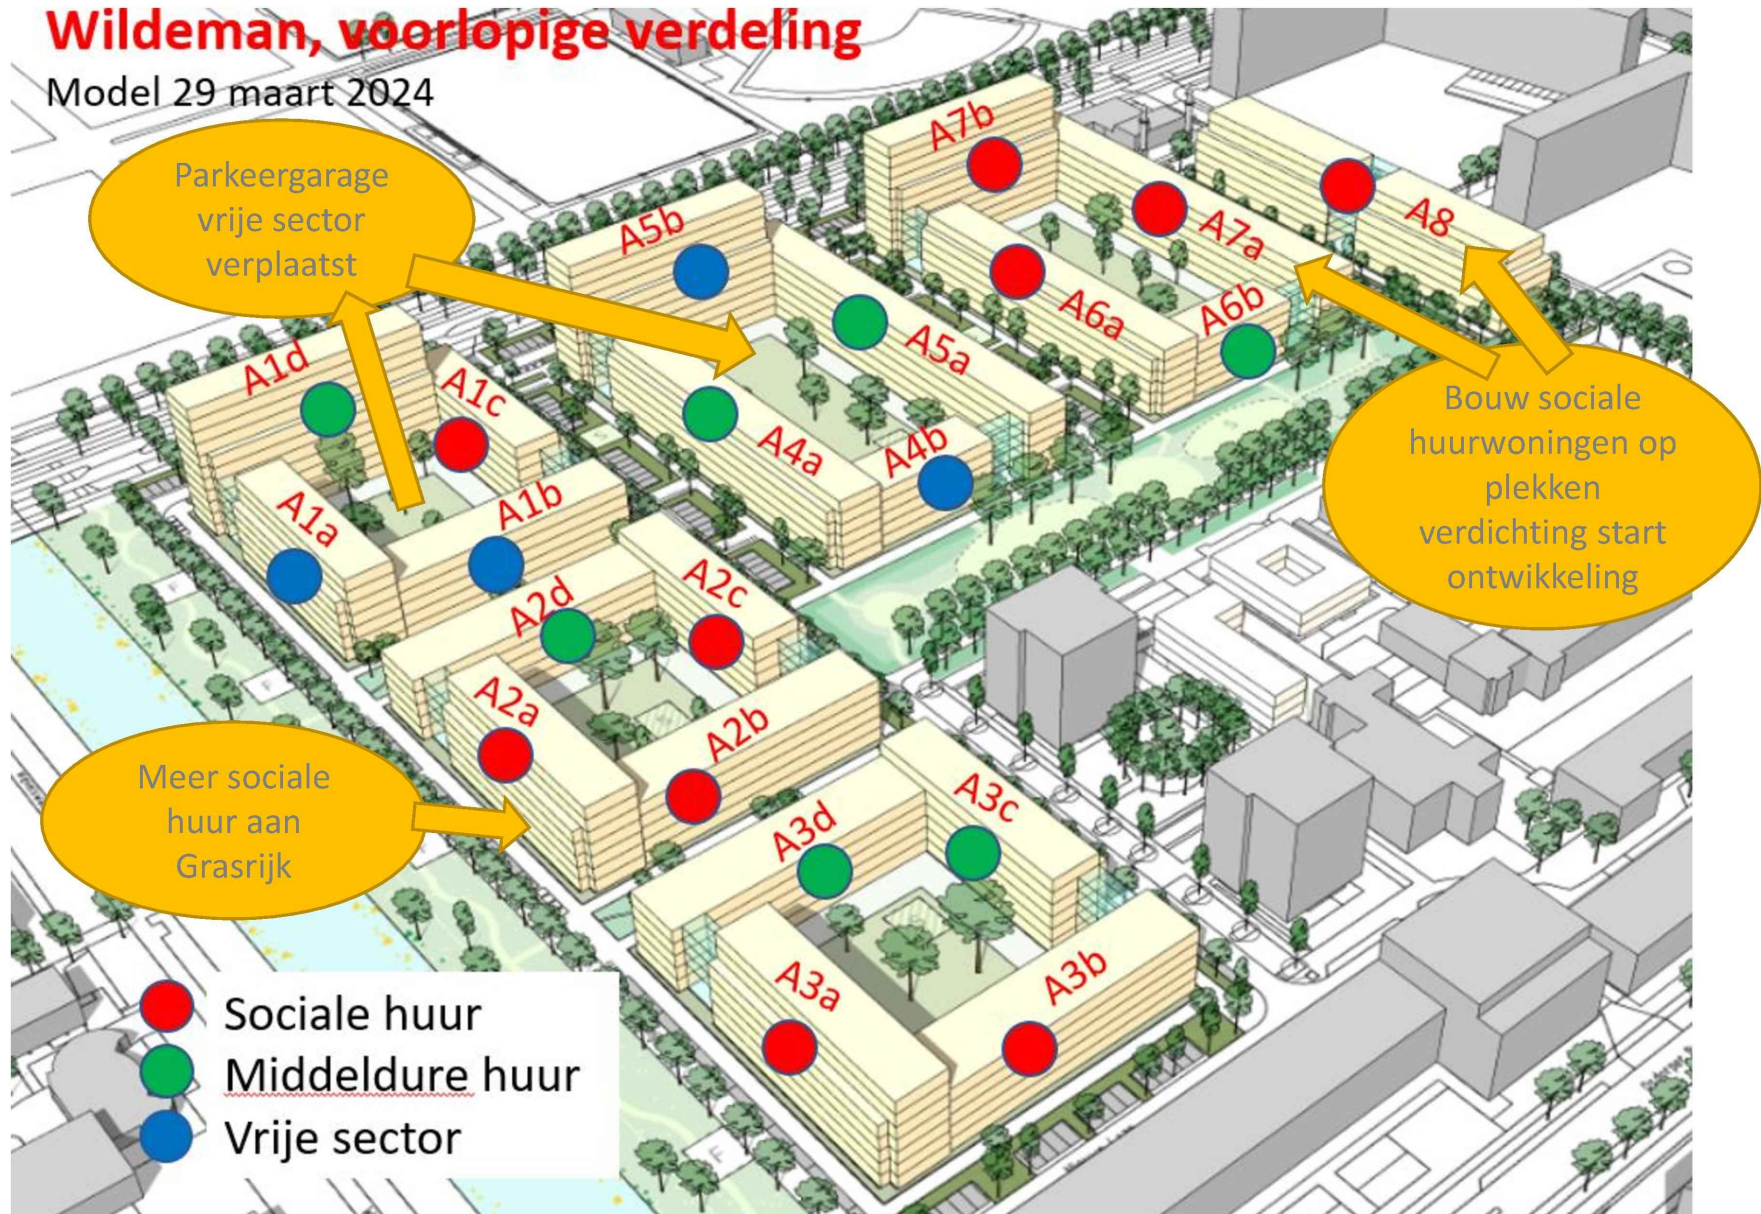 Wildeman, voorlopige verdeling
Model 29 maart 2024
Parkeergarage
vrije sector
verplaatst
A7b
A7a
A8
A5b
A6a
A6b
A5a
A1d
A1c
A4a
A4b
A1a
A1b
Bouw sociale
huurwoningen op
plekken
verdichting start
ontwikkeling
A2d
A2c
A2a
A2b
Meer sociale
huur aan
Grasrijk
A3d
A3c
A3a
A3b
Sociale huur
Middeldure huur
Vrije sector